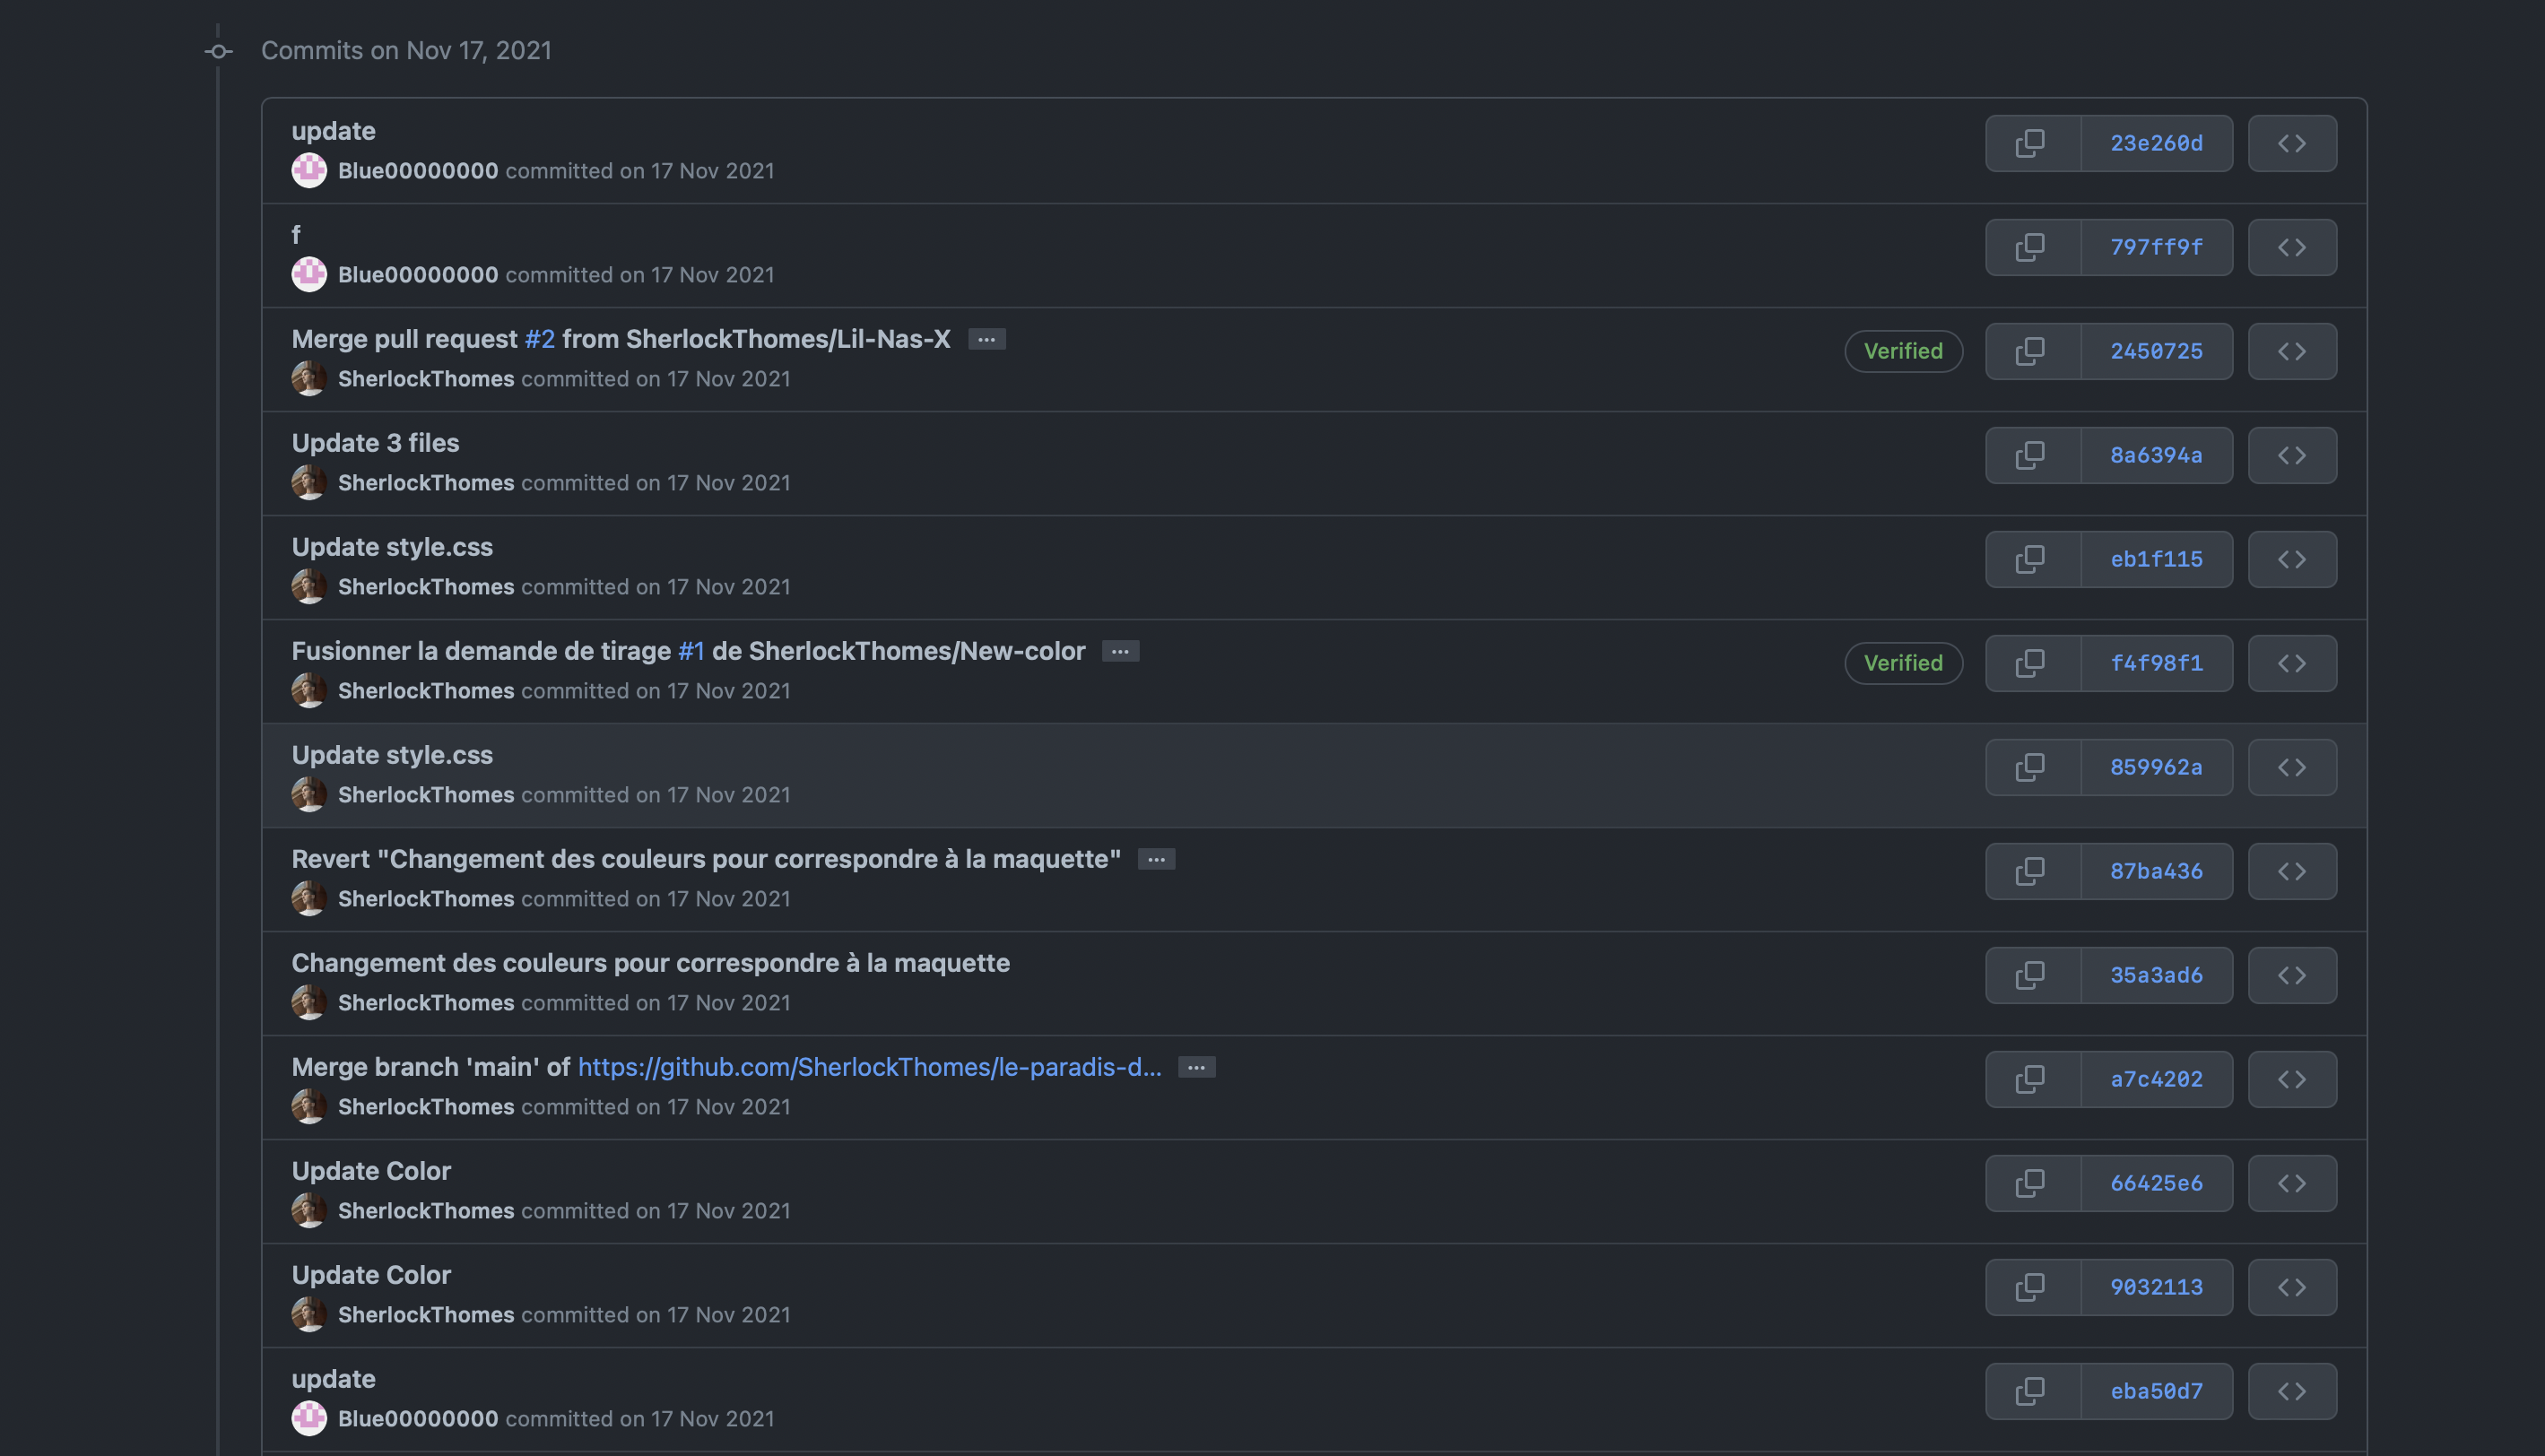 Commits on Nov 17, 2021
update
23e260d
Blue00000000 committed on 17 Nov 2021
f
797ff9f
Blue00000000 committed on 17 Nov 2021
Merge pull request #2 from SherlockThomes/Lil-Nas-X …
Verified
2450725
SherlockThomes committed on 17 Nov 2021
Update 3 files
8a6394a
SherlockThomes committed on 17 Nov 2021
Update style.css
eb1f115
SherlockThomes committed on 17 Nov 2021
Fusionner la demande de tirage #1 de SherlockThomes/New-color …
Verified
f4f98f1
SherlockThomes committed on 17 Nov 2021
Update style.css
859962a
SherlockThomes committed on 17 Nov 2021
Revert "Changement des couleurs pour correspondre à la maquette" …
87ba436
SherlockThomes committed on 17 Nov 2021
Changement des couleurs pour correspondre à la maquette
35a3ad6
SherlockThomes committed on 17 Nov 2021
Merge branch 'main' of https://github.com/SherlockThomes/le-paradis-d... …
a7c4202
SherlockThomes committed on 17 Nov 2021
Update Color
66425e6
SherlockThomes committed on 17 Nov 2021
Update Color
9032113
SherlockThomes committed on 17 Nov 2021
update
eba50d7
Blue00000000 committed on 17 Nov 2021